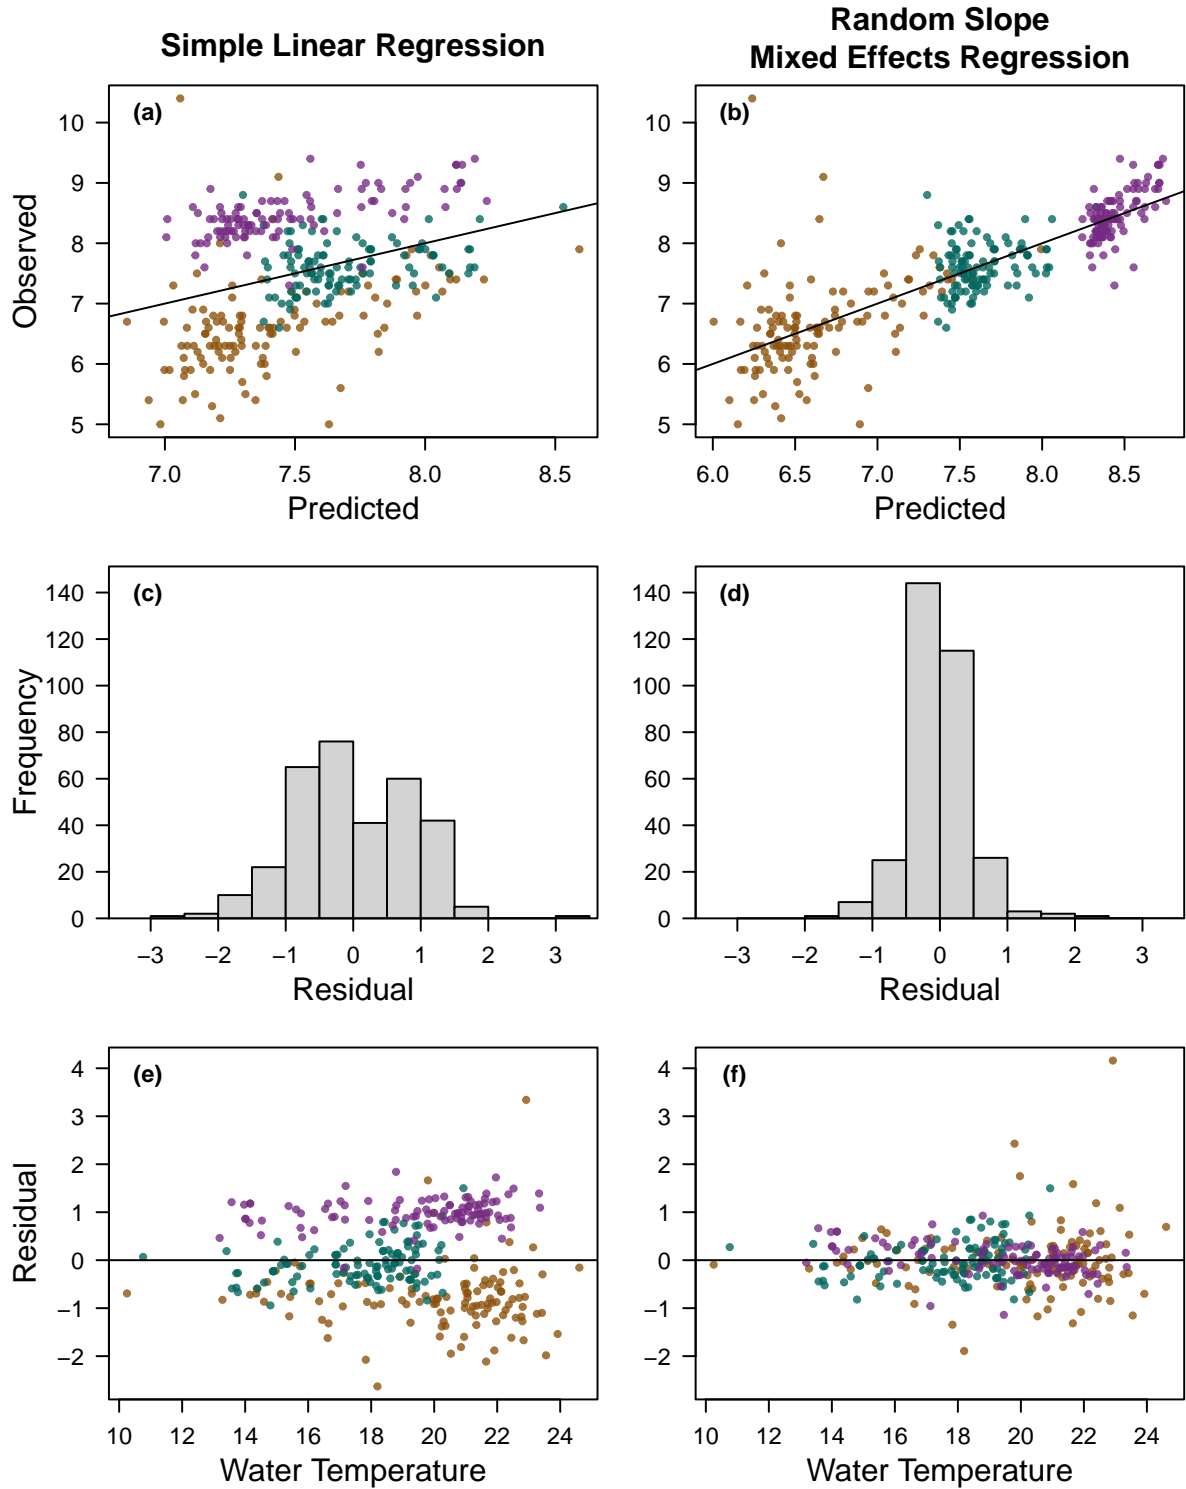 Simple Linear Regression
Random Slope
Mixed Effects Regression
(a)
10
9
8
7
6
5
Observed
7.0 7.5 8.0 8.5
Predicted
(b)
10
9
8
7
6
5
6.0 6.5 7.0 7.5 8.0 8.5
Predicted
(c)
140
120
100
80
60
40
20
0
Frequency
−3 −2 −1 0 1 2 3
Residual
(d)
140
120
100
80
60
40
20
0
−3 −2 −1 0 1 2 3
Residual
(e)
4
3
2
1
0
−1
−2
Residual
10 12 14 16 18 20 22 24
Water Temperature
(f)
4
3
2
1
0
−1
−2
10 12 14 16 18 20 22 24
Water Temperature